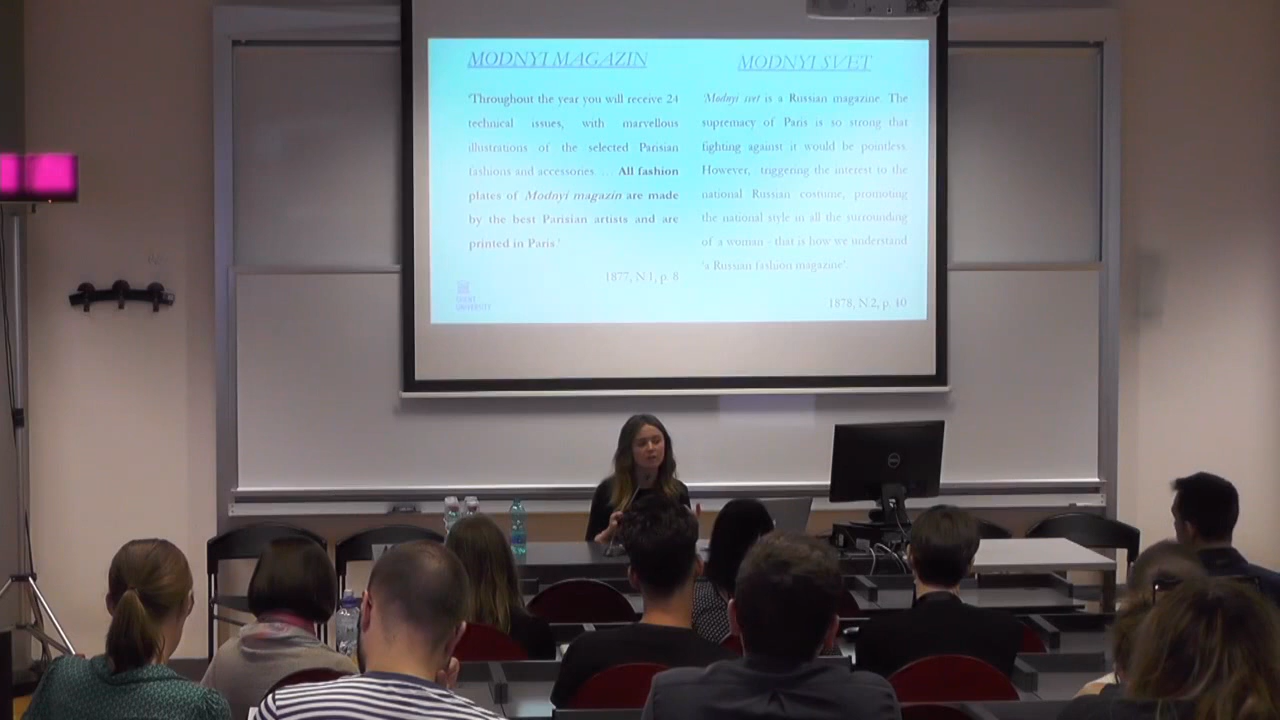 MODNYI MAGAZIN
'Throughout the year you will receive 24
technical issues, with marvellous
illustrations of the selected Parisian
fashions and accessories. … All fashion
plates of Modnyi magazin are made
by the best Parisian artists and are
printed in Paris.'
1877, N.1, p. 8
MODNYI SVET
'Modnyi svet is a Russian magazine. The
supremacy of Paris is so strong that
fighting against it would be pointless.
However, triggering the interest to the
national Russian costume, promoting
the national style in all the surrounding
of a woman - that is how we understand
'a Russian fashion magazine'.
1878, N.2, p. 10
UNIVERSITY
DELL